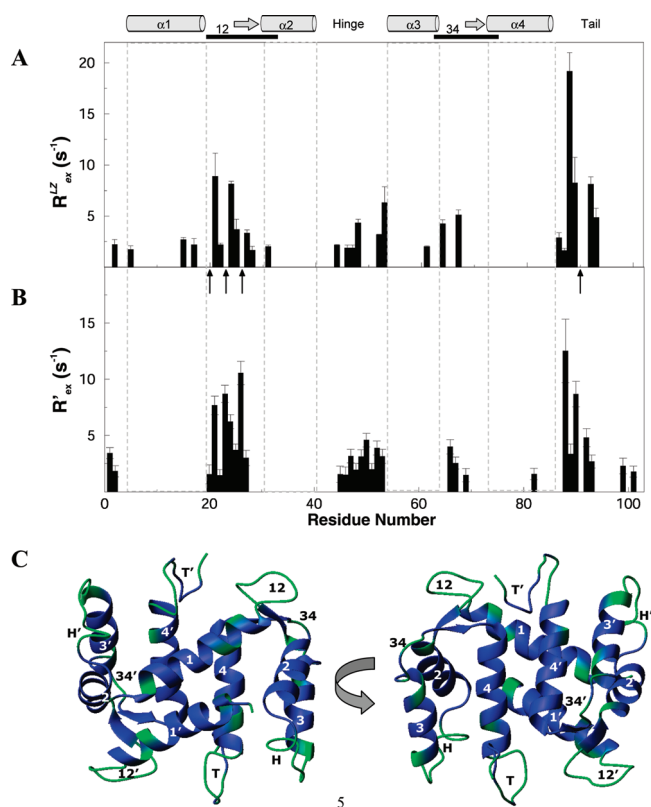 α1 α2 Hinge α3 α4 Tail
12 34
A
R^LZ_ex (s^-1)
20
15
10
5
B
R'_ex (s^-1)
15
10
5
0 20 40 60 80 100
Residue Number
C
T' 12 T' 12
H' 3' 4' 34 1 3' H'
1 2 34 4'
4 2 2
34' 4 34'
2 3 3 1'
1' H H
12' T T 12'
5